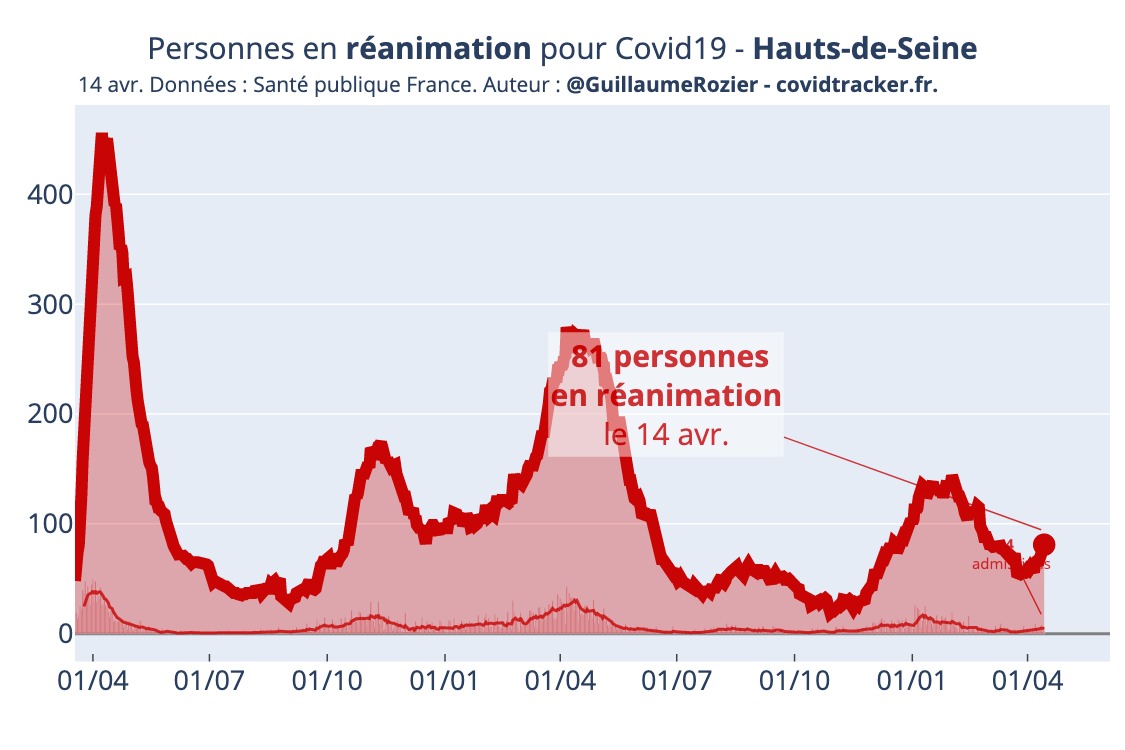 Personnes en réanimation pour Covid19 - Hauts-de-Seine
14 avr. Données : Santé publique France. Auteur : @GuillaumeRozier - covidtracker.fr.
400
300
200
100
0
81 personnes
en réanimation
le 14 avr.
01/04
01/07
01/10
01/01
01/04
01/07
01/10
01/01
01/04